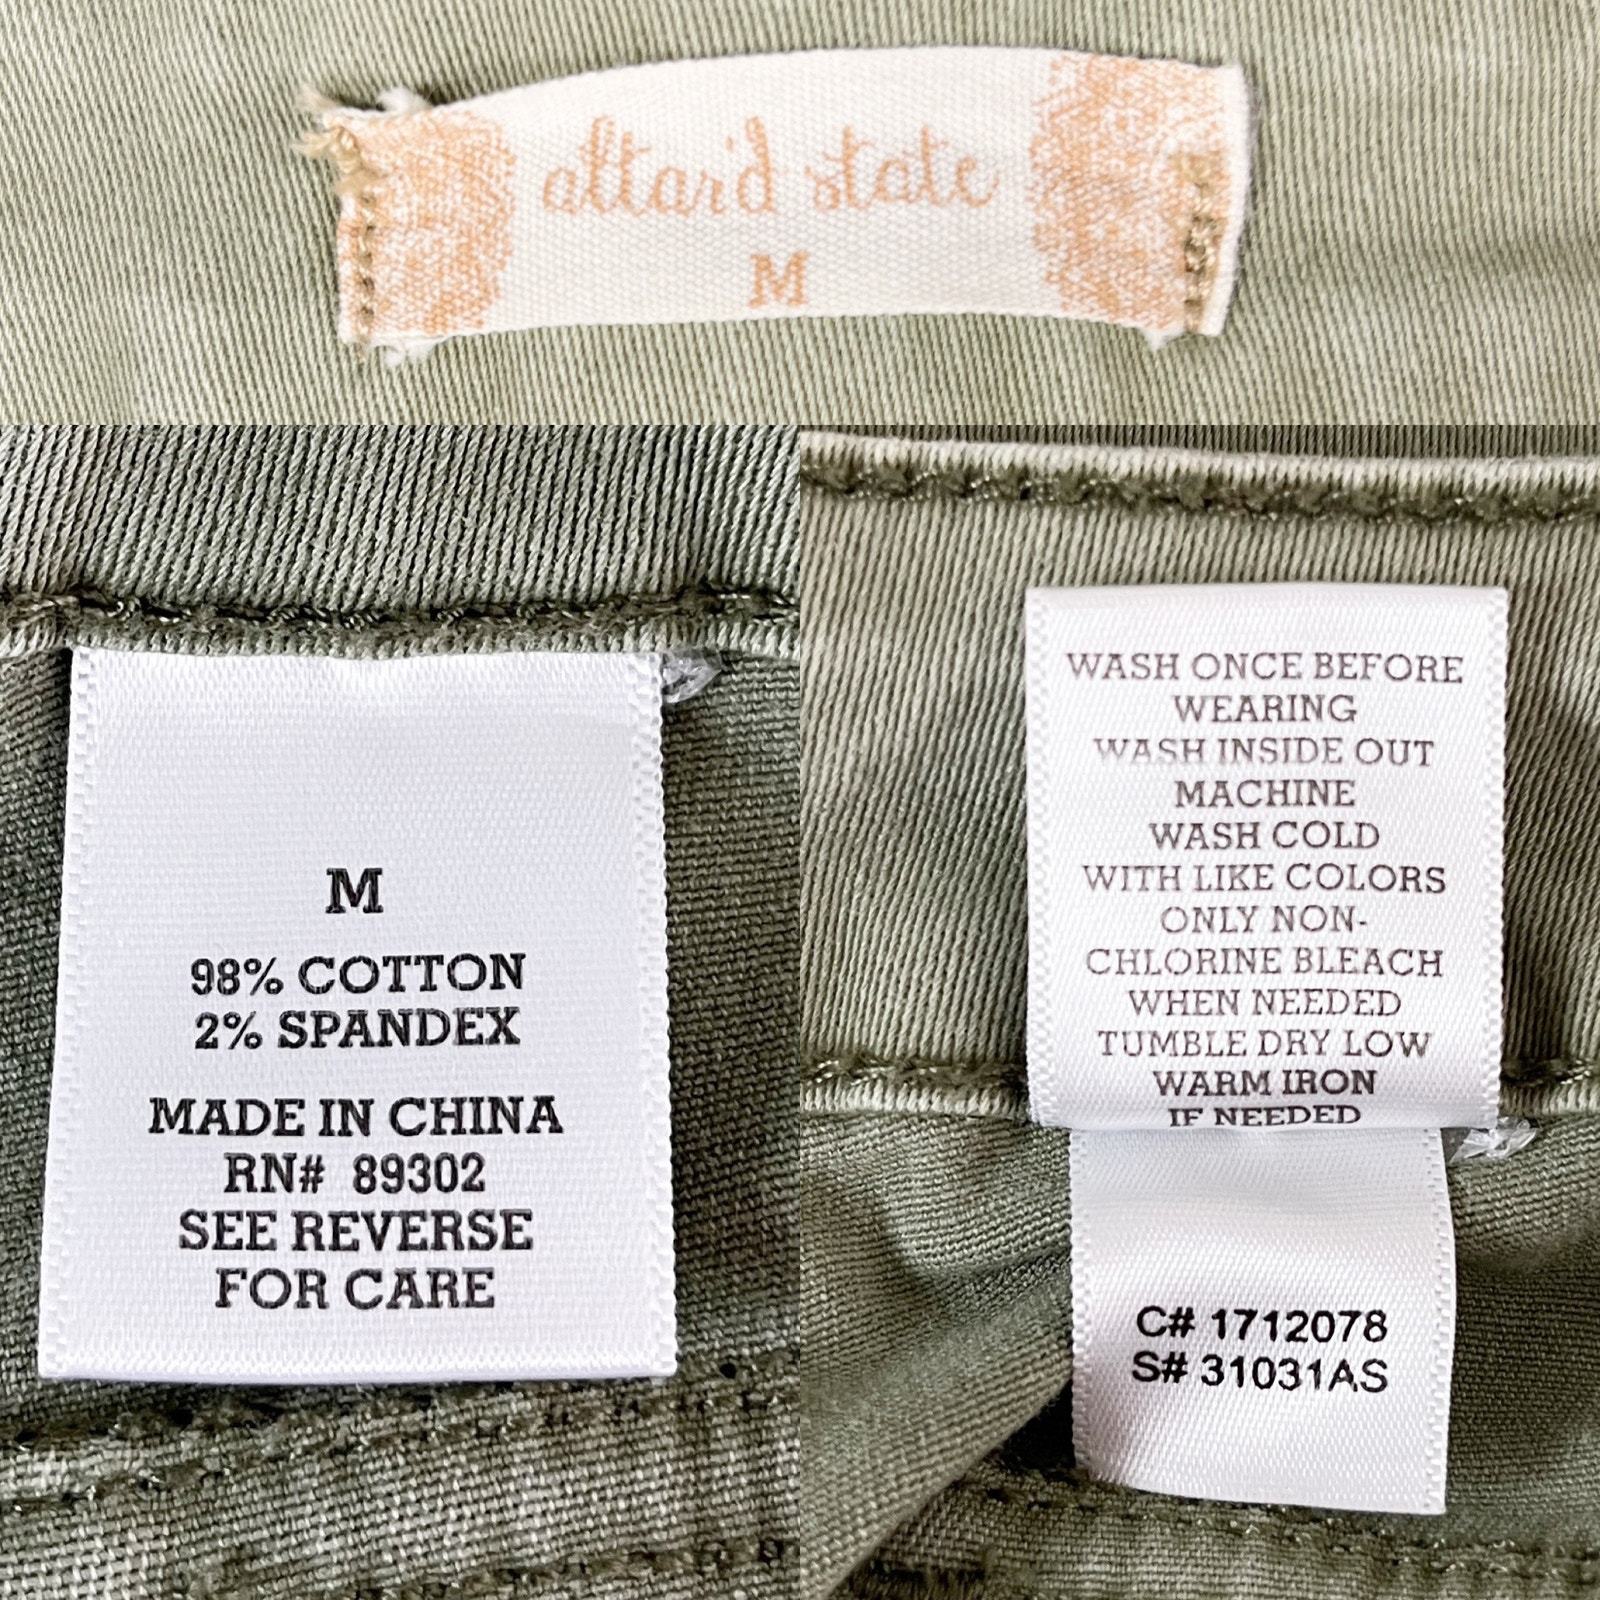 altar'd state
M
M
98% COTTON
2% SPANDEX
MADE IN CHINA
RN# 89302
SEE REVERSE
FOR CARE
WASH ONCE BEFORE
WEARING
WASH INSIDE OUT
MACHINE
WASH COLD
WITH LIKE COLORS
ONLY NON-
CHLORINE BLEACH
WHEN NEEDED
TUMBLE DRY LOW
WARM IRON
IF NEEDED
C# 1712078
S# 31031AS